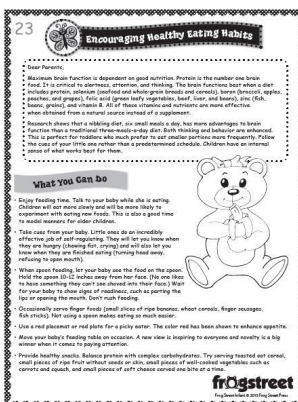 23
Encouraging Healthy Eating Habits
Dear Parents,
Maximum brain function is dependent on good nutrition. Protein is the number one brain
food. It is critical to alertness, attention, and thinking. The brain functions best when a diet
includes protein, selenium (seafood and whole-grain breads and cereals), boron (broccoli, apples,
peaches, and grapes), folic acid (green leafy vegetables, beef, liver, and beans), zinc (fish,
beans, grains), and vitamin B. All of these vitamins and nutrients are more effective
when obtained from a natural source instead of a supplement.
Research shows that a nibbling diet, six small meals a day, has more advantages to brain
function than a traditional three-meals-a-day diet. Both thinking and behavior are enhanced.
This is perfect for toddlers who much prefer to eat smaller portions more frequently. Follow
the cues of your little one rather than a predetermined schedule. Children have an internal
sense of what works best for them.
What You Can Do
• Enjoy feeding time. Talk to your baby while she is eating.
Children will eat more slowly and will be more likely to
experiment with eating new foods. This is also a good time
to model manners for older children.
• Take cues from your baby. Little ones do an incredibly
effective job of self-regulating. They will let you know when
they are hungry (chewing fist, crying) and will also let you
know when they are finished eating (turning head away,
refusing to open mouth).
• When spoon feeding, let your baby see the food on the spoon.
Hold the spoon 10-12 inches away from her face. (No one likes
to have something they can't see shoved into their face.) Wait
for your baby to show signs of readiness, such as parting the
lips or opening the mouth. Don't rush feeding.
• Occasionally serve finger foods (small slices of ripe bananas, wheat cereals, finger sausages,
fish sticks). Not using a spoon makes eating so much easier.
• Use a red placemat or red plate for a picky eater. The color red has been shown to enhance appetite.
• Move your baby's feeding table on occasion. A new view is inspiring to everyone and novelty is a big
winner when it comes to paying attention.
• Provide healthy snacks. Balance protein with complex carbohydrates. Try serving toasted oat cereal,
small pieces of ripe fruit without seeds or skin, small pieces of well-cooked vegetables such as
carrots and squash, and small pieces of soft cheese served one bite at a time.
frogstreet
Frog Street Infant © 2010 Frog Street Press